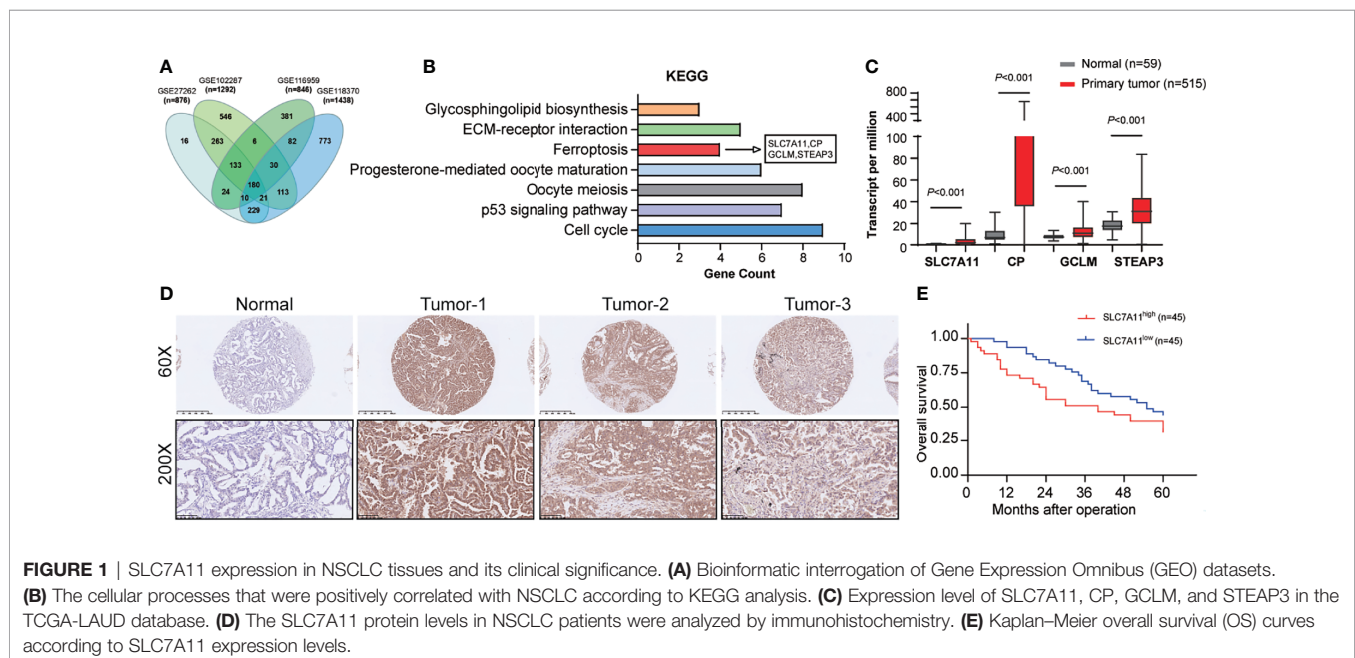 A
GSE27262
(n=876)
GSE102287
(n=1292)
GSE116959
(n=846)
GSE118370
(n=1438)
16
546
381
773
263
6
82
133
30
24
180
113
10
21
229
B
KEGG
Glycosphingolipid biosynthesis
ECM-receptor interaction
Ferroptosis
Progesterone-mediated oocyte maturation
Oocyte meiosis
p53 signaling pathway
Cell cycle
SLC7A11,CP
GCLM,STEAP3
0 2 4 6 8 10
Gene Count
C
Normal (n=59)
Primary tumor (n=515)
Transcript per million
800
600
400
100
80
60
40
20
0
P<0.001
P<0.001
P<0.001
P<0.001
SLC7A11 CP GCLM STEAP3
D
Normal Tumor-1 Tumor-2 Tumor-3
60X
200X
E
SLC7A11high (n=45)
SLC7A11low (n=45)
Overall survival
1.00
0.75
0.50
0.25
0.00
0 12 24 36 48 60
Months after operation
FIGURE 1 | SLC7A11 expression in NSCLC tissues and its clinical significance. (A) Bioinformatic interrogation of Gene Expression Omnibus (GEO) datasets.
(B) The cellular processes that were positively correlated with NSCLC according to KEGG analysis. (C) Expression level of SLC7A11, CP, GCLM, and STEAP3 in the
TCGA-LAUD database. (D) The SLC7A11 protein levels in NSCLC patients were analyzed by immunohistochemistry. (E) Kaplan–Meier overall survival (OS) curves
according to SLC7A11 expression levels.